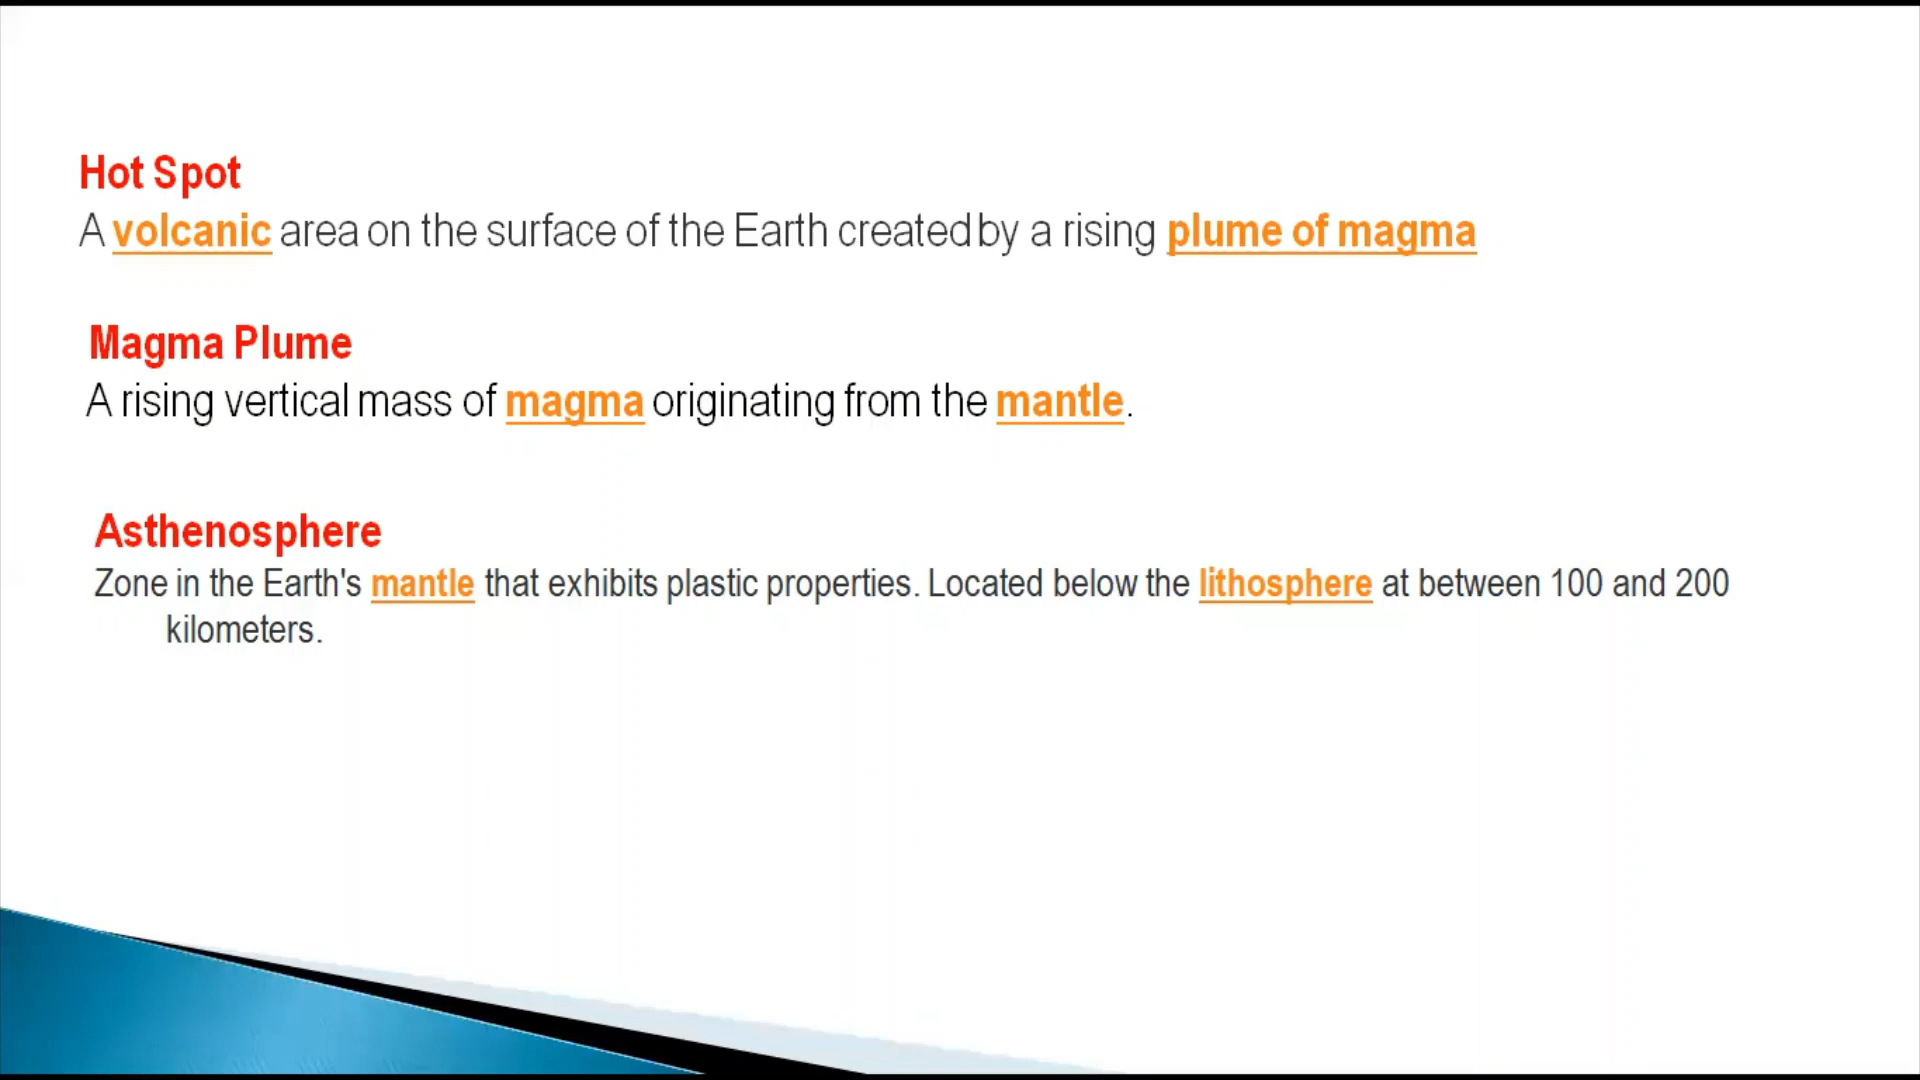 Hot Spot
A volcanic area on the surface of the Earth created by a rising plume of magma
Magma Plume
A rising vertical mass of magma originating from the mantle.
Asthenosphere
Zone in the Earth's mantle that exhibits plastic properties. Located below the lithosphere at between 100 and 200
kilometers.